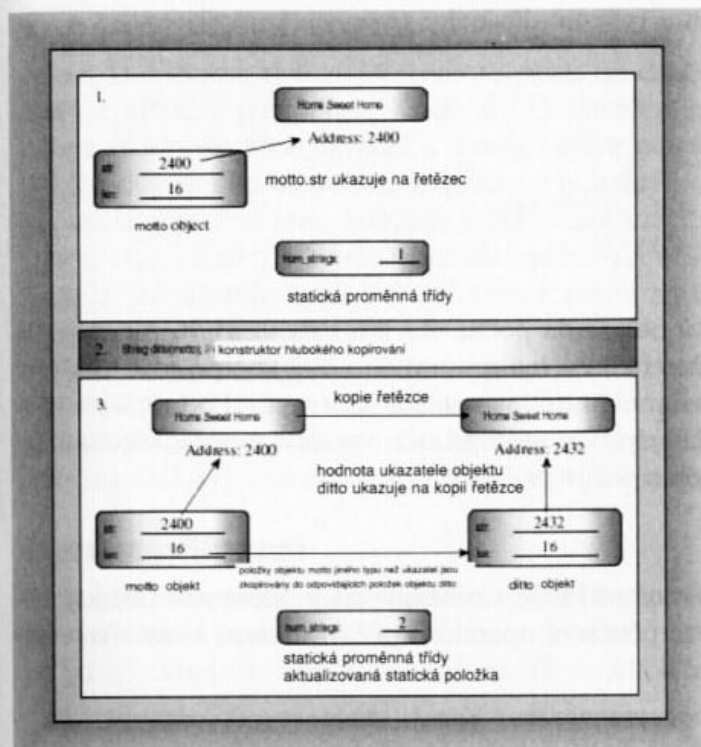 1.
Home Sweet Home
Address: 2400
str: 2400
len: 16
motto.str ukazuje na řetězec
motto object
num_strings: 1
statická proměnná třídy
2. konstruktor hlubokého kopírování
3.
kopie řetězce
Home Sweet Home
Home Sweet Home
Address: 2400
Address: 2432
hodnota ukazatele objektu
ditto ukazuje na kopii řetězce
str: 2400
str: 2432
len: 16
len: 16
položky objektu motto jiného typu než ukazatel jsou
zkopírovány do odpovídajících položek objektu ditto
motto objekt
ditto objekt
num_strings: 2
statická proměnná třídy
aktualizovaná statická položka